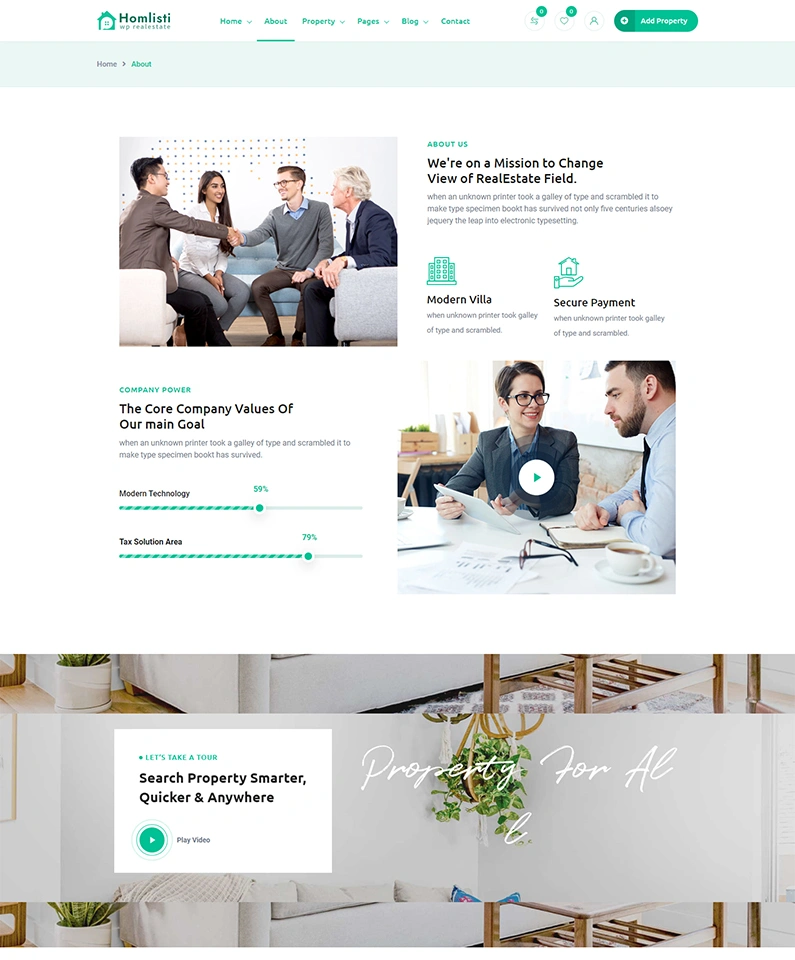 Homlisti
wp realestate
Home
About
Property
Pages
Blog
Contact
0
0
Add Property
Home > About
ABOUT US
We're on a Mission to Change
View of RealEstate Field.
when an unknown printer took a galley of type and scrambled it to
make type specimen bookt has survived not only five centuries alsoey
jequery the leap into electronic typesetting.
Modern Villa
when unknown printer took galley
of type and scrambled.
Secure Payment
when unknown printer took galley
of type and scrambled.
COMPANY POWER
The Core Company Values Of
Our main Goal
when an unknown printer took a galley of type and scrambled it to
make type specimen bookt has survived.
Modern Technology
59%
Tax Solution Area
79%
LET'S TAKE A TOUR
Search Property Smarter,
Quicker & Anywhere
Play Video
Property For Al
l